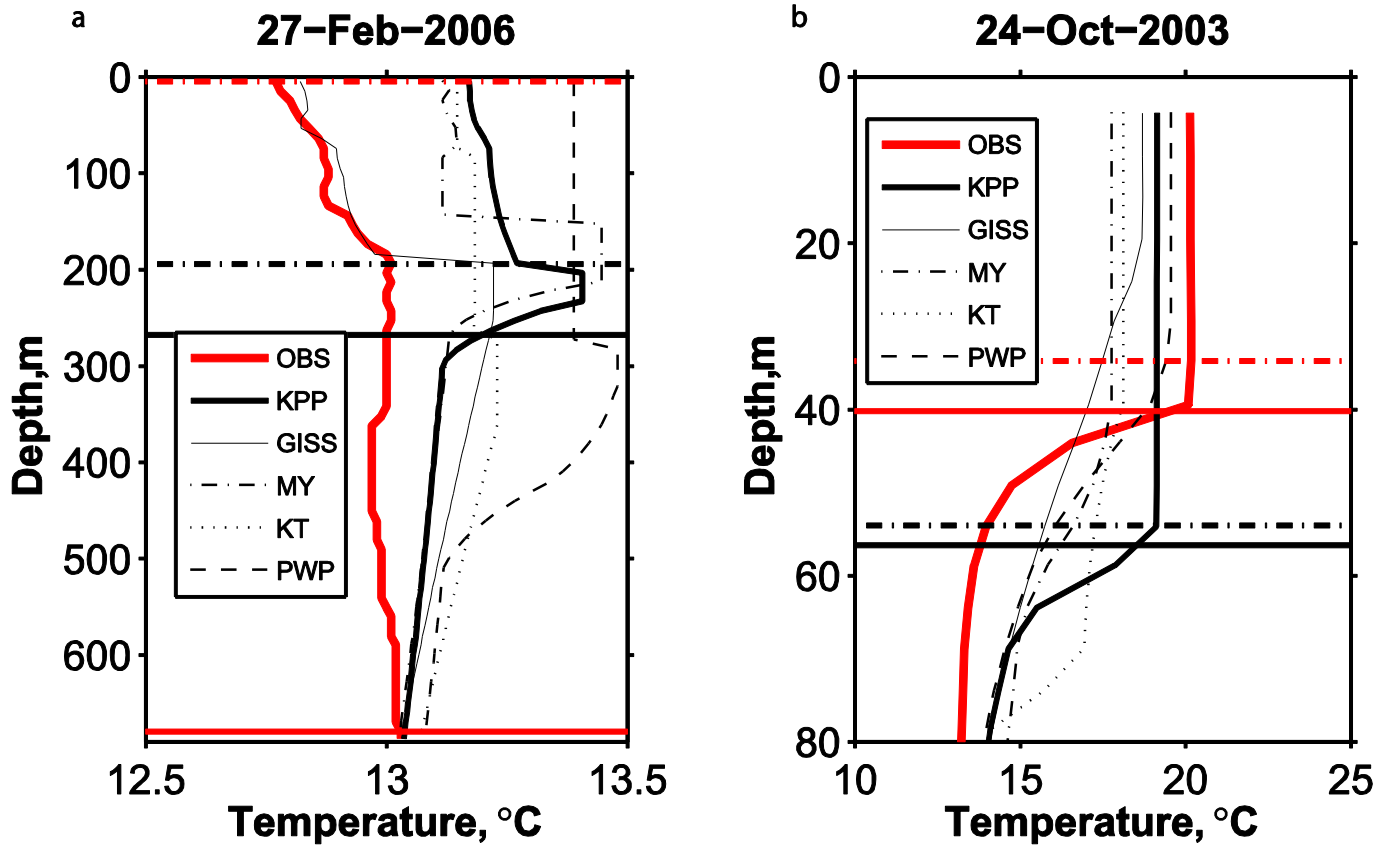 a
27−Feb−2006
0
100
200
300
400
500
600
Depth,m
OBS
KPP
GISS
MY
KT
PWP
12.5 13 13.5
Temperature, °C
b
24−Oct−2003
0
20
40
60
80
Depth,m
OBS
KPP
GISS
MY
KT
PWP
10 15 20 25
Temperature, °C